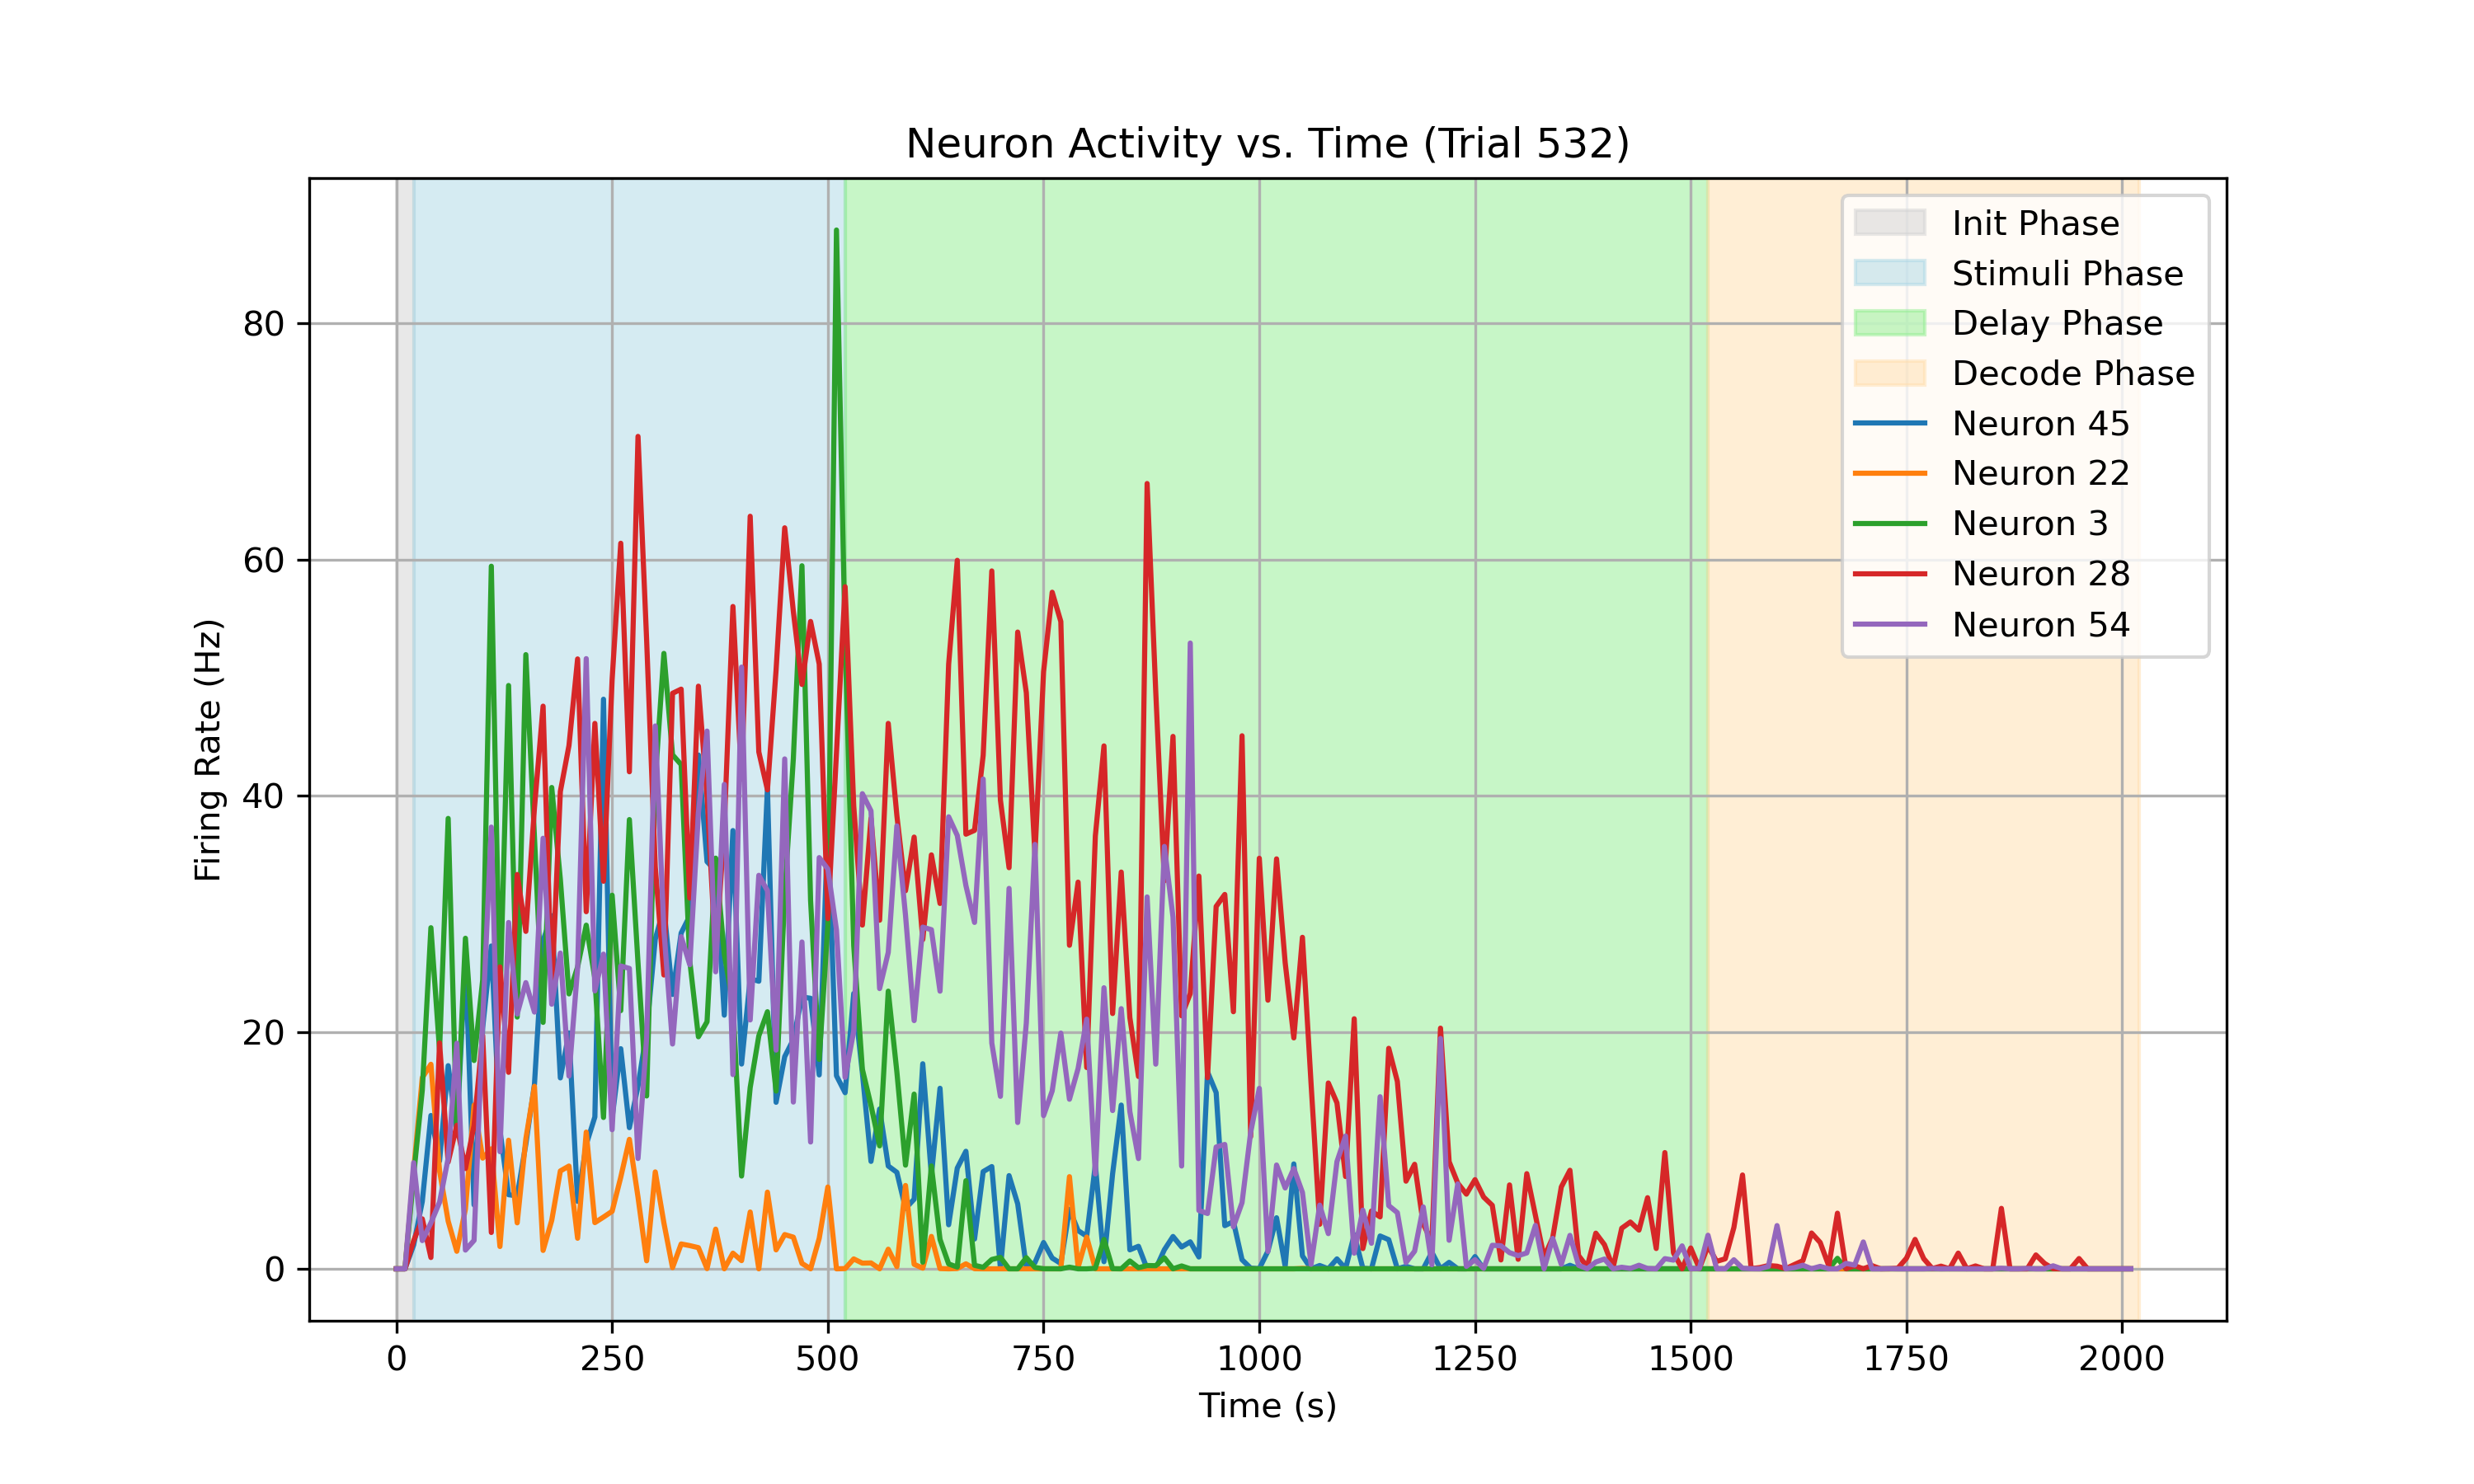 Neuron Activity vs. Time (Trial 532)
Init Phase
Stimuli Phase
Delay Phase
Decode Phase
Neuron 45
Neuron 22
Neuron 3
Neuron 28
Neuron 54
Firing Rate (Hz)
80
60
40
20
0
0 250 500 750 1000 1250 1500 1750 2000
Time (s)